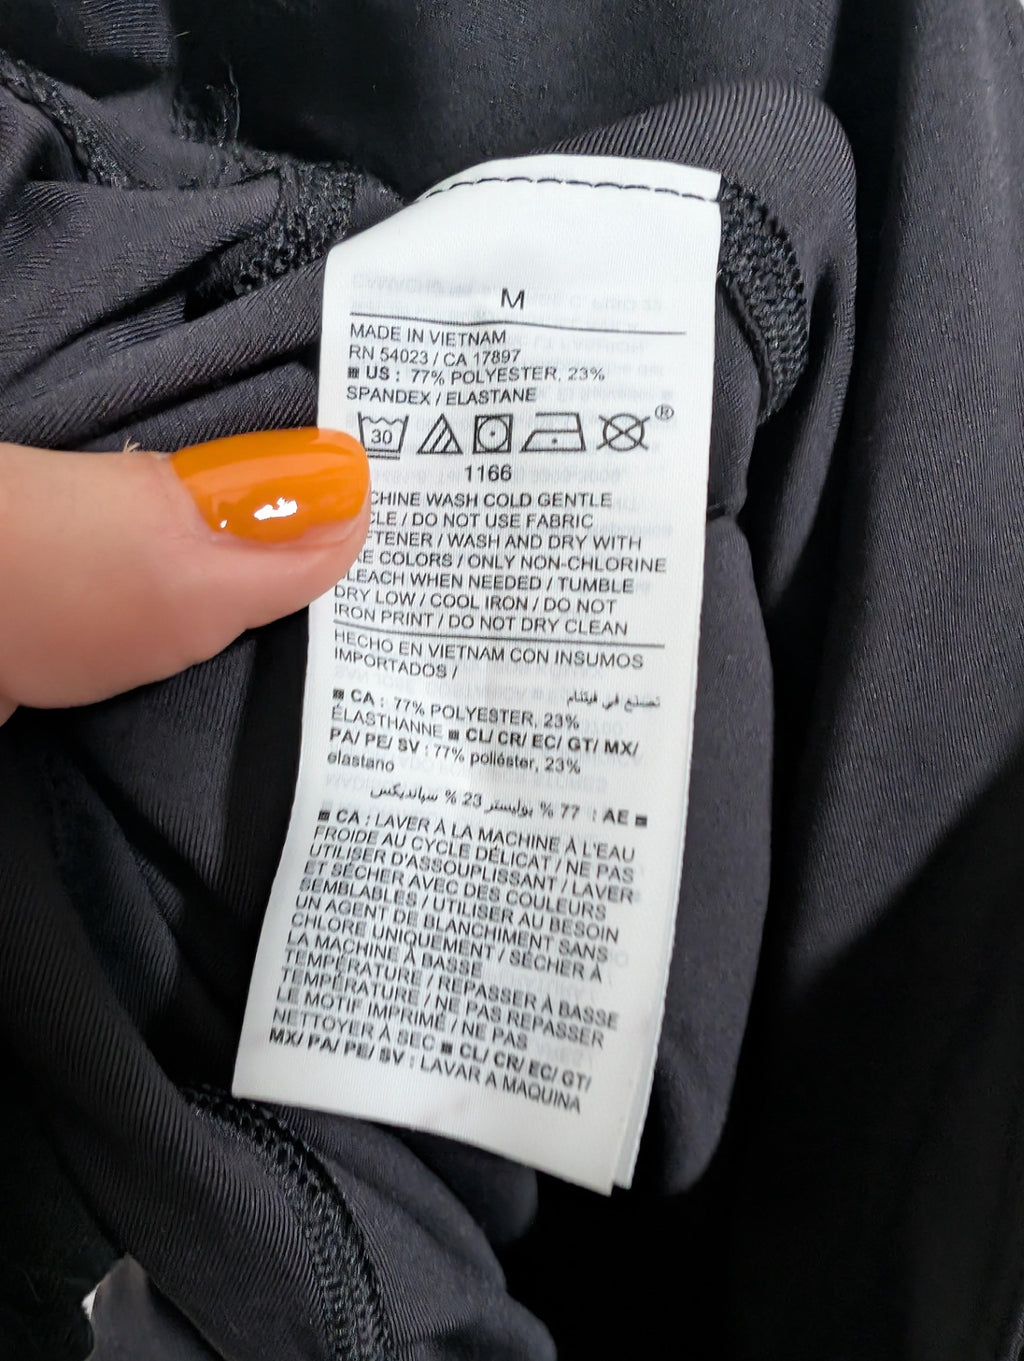 M
MADE IN VIETNAM
RN 54023 / CA 17897
■ US : 77% POLYESTER, 23%
SPANDEX / ELASTANE
30 ®
1166
CHINE WASH COLD GENTLE
CLE / DO NOT USE FABRIC
FTENER / WASH AND DRY WITH
KE COLORS / ONLY NON-CHLORINE
LEACH WHEN NEEDED / TUMBLE
DRY LOW / COOL IRON / DO NOT
IRON PRINT / DO NOT DRY CLEAN
HECHO EN VIETNAM CON INSUMOS
IMPORTADOS /
تصنع في فيتنام
■ CA : 77% POLYESTER, 23%
ÉLASTHANNE ■ CL/ CR/ EC/ GT/ MX/
PA/ PE/ SV : 77% poliéster, 23%
elastano
■ AE : 77 % بوليستر 23 % سباندیکس
■ CA : LAVER À LA MACHINE À L'EAU
FROIDE AU CYCLE DÉLICAT / NE PAS
UTILISER D'ASSOUPLISSANT / LAVER
ET SÉCHER AVEC DES COULEURS
SEMBLABLES / UTILISER AU BESOIN
UN AGENT DE BLANCHIMENT SANS
CHLORE UNIQUEMENT / SÉCHER À
LA MACHINE À BASSE
TEMPÉRATURE / REPASSER À BASSE
TEMPÉRATURE / NE PAS REPASSER
LE MOTIF IMPRIMÉ / NE PAS
NETTOYER À SEC ■ CL/ CR/ EC/ GT/
MX/ PA/ PE/ SV : LAVAR A MAQUINA